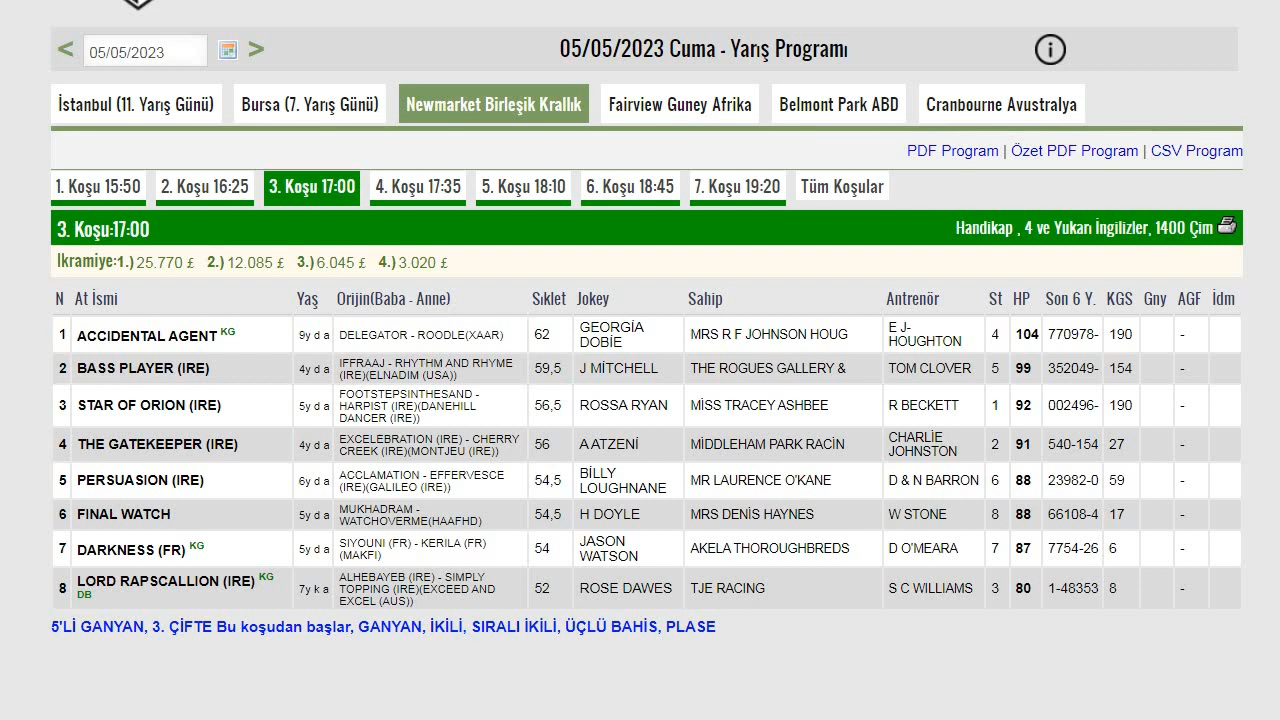 < 05/05/2023 > 05/05/2023 Cuma - Yarış Programı i
İstanbul (11. Yarış Günü) Bursa (7. Yarış Günü) Newmarket Birleşik Krallık Fairview Guney Afrika Belmont Park ABD Cranbourne Avustralya
PDF Program | Özet PDF Program | CSV Program
1. Koşu 15:50 2. Koşu 16:25 3. Koşu 17:00 4. Koşu 17:35 5. Koşu 18:10 6. Koşu 18:45 7. Koşu 19:20 Tüm Koşular
3. Koşu:17:00 Handikap , 4 ve Yukarı İngilizler, 1400 Çim
Ikramiye:1.) 25.770 £ 2.) 12.085 £ 3.) 6.045 £ 4.) 3.020 £
N At İsmi Yaş Orijin(Baba - Anne) Sıklet Jokey Sahip Antrenör St HP Son 6 Y. KGS Gny AGF İdm
1 ACCIDENTAL AGENT KG 9y d a DELEGATOR - ROODLE(XAAR) 62 GEORGİA DOBİE MRS R F JOHNSON HOUG E J-HOUGHTON 4 104 770978- 190 -
2 BASS PLAYER (IRE) 4y d a IFFRAAJ - RHYTHM AND RHYME (IRE)(ELNADIM (USA)) 59,5 J MİTCHELL THE ROGUES GALLERY & TOM CLOVER 5 99 352049- 154 -
3 STAR OF ORION (IRE) 5y d a FOOTSTEPSINTHESAND - HARPIST (IRE)(DANEHILL DANCER (IRE)) 56,5 ROSSA RYAN MİSS TRACEY ASHBEE R BECKETT 1 92 002496- 190 -
4 THE GATEKEEPER (IRE) 4y d a EXCELEBRATION (IRE) - CHERRY CREEK (IRE)(MONTJEU (IRE)) 56 A ATZENİ MİDDLEHAM PARK RACİN CHARLİE JOHNSTON 2 91 540-154 27 -
5 PERSUASION (IRE) 6y d a ACCLAMATION - EFFERVESCE (IRE)(GALILEO (IRE)) 54,5 BİLLY LOUGHNANE MR LAURENCE O'KANE D & N BARRON 6 88 23982-0 59 -
6 FINAL WATCH 5y d a MUKHADRAM - WATCHOVERME(HAAFHD) 54,5 H DOYLE MRS DENİS HAYNES W STONE 8 88 66108-4 17 -
7 DARKNESS (FR) KG 5y d a SIYOUNI (FR) - KERILA (FR)(MAKFI) 54 JASON WATSON AKELA THOROUGHBREDS D O'MEARA 7 87 7754-26 6 -
8 LORD RAPSCALLION (IRE) KG DB 7y k a ALHEBAYEB (IRE) - SIMPLY TOPPING (IRE)(EXCEED AND EXCEL (AUS)) 52 ROSE DAWES TJE RACING S C WILLIAMS 3 80 1-48353 8 -
5'Lİ GANYAN, 3. ÇİFTE Bu koşudan başlar, GANYAN, İKİLİ, SIRALI İKİLİ, ÜÇLÜ BAHİS, PLASE